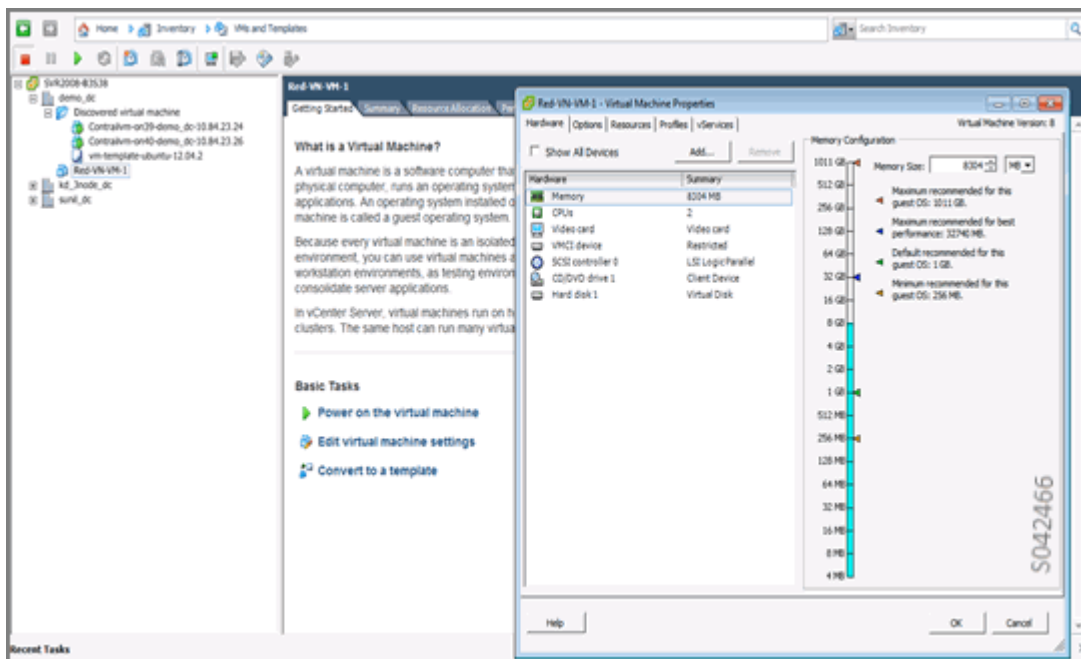 Home Inventory VMs and Templates
Search Inventory
SVR2008-B3538
demo_dc
Discovered virtual machine
Contrailvm-on39-demo_dc-10.84.23.24
Contrailvm-on40-demo_dc-10.84.23.26
vm-template-ubuntu-12.04.2
Red-VN-VM-1
kd_3node_dc
sunil_dc
Recent Tasks
Red-VN-VM-1
Getting Started Summary Resource Allocation
What is a Virtual Machine?
A virtual machine is a software computer tha
physical computer, runs an operating system
applications. An operating system installed o
machine is called a guest operating system.
Because every virtual machine is an isolated
environment, you can use virtual machines a
workstation environments, as testing environ
consolidate server applications.
In vCenter Server, virtual machines run on h
clusters. The same host can run many virtua
Basic Tasks
Power on the virtual machine
Edit virtual machine settings
Convert to a template
Red-VN-VM-1 - Virtual Machine Properties
Hardware Options Resources Profiles vServices
Virtual Machine Version: 8
Show All Devices Add... Remove
Hardware Summary
Memory 8304 MB
CPUs 2
Video card Video card
VMCI device Restricted
SCSI controller 0 LSI Logic Parallel
CD/DVD drive 1 Client Device
Hard disk 1 Virtual Disk
Memory Configuration
Memory Size: 8304 MB
1011 GB
512 GB
256 GB
128 GB
64 GB
32 GB
16 GB
8 GB
4 GB
2 GB
1 GB
512 MB
256 MB
128 MB
64 MB
32 MB
16 MB
8 MB
4 MB
Maximum recommended for this
guest OS: 1011 GB.
Maximum recommended for best
performance: 32740 MB.
Default recommended for this
guest OS: 1 GB.
Minimum recommended for this
guest OS: 256 MB.
Help OK Cancel
S042466